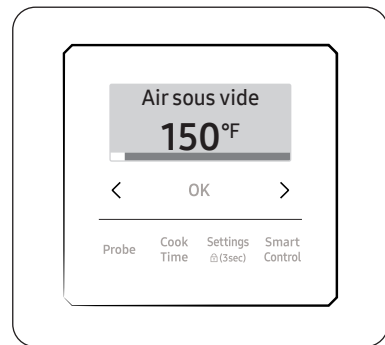 Air sous vide
150°F
< OK >
Probe Cook Time Settings (3sec) Smart Control